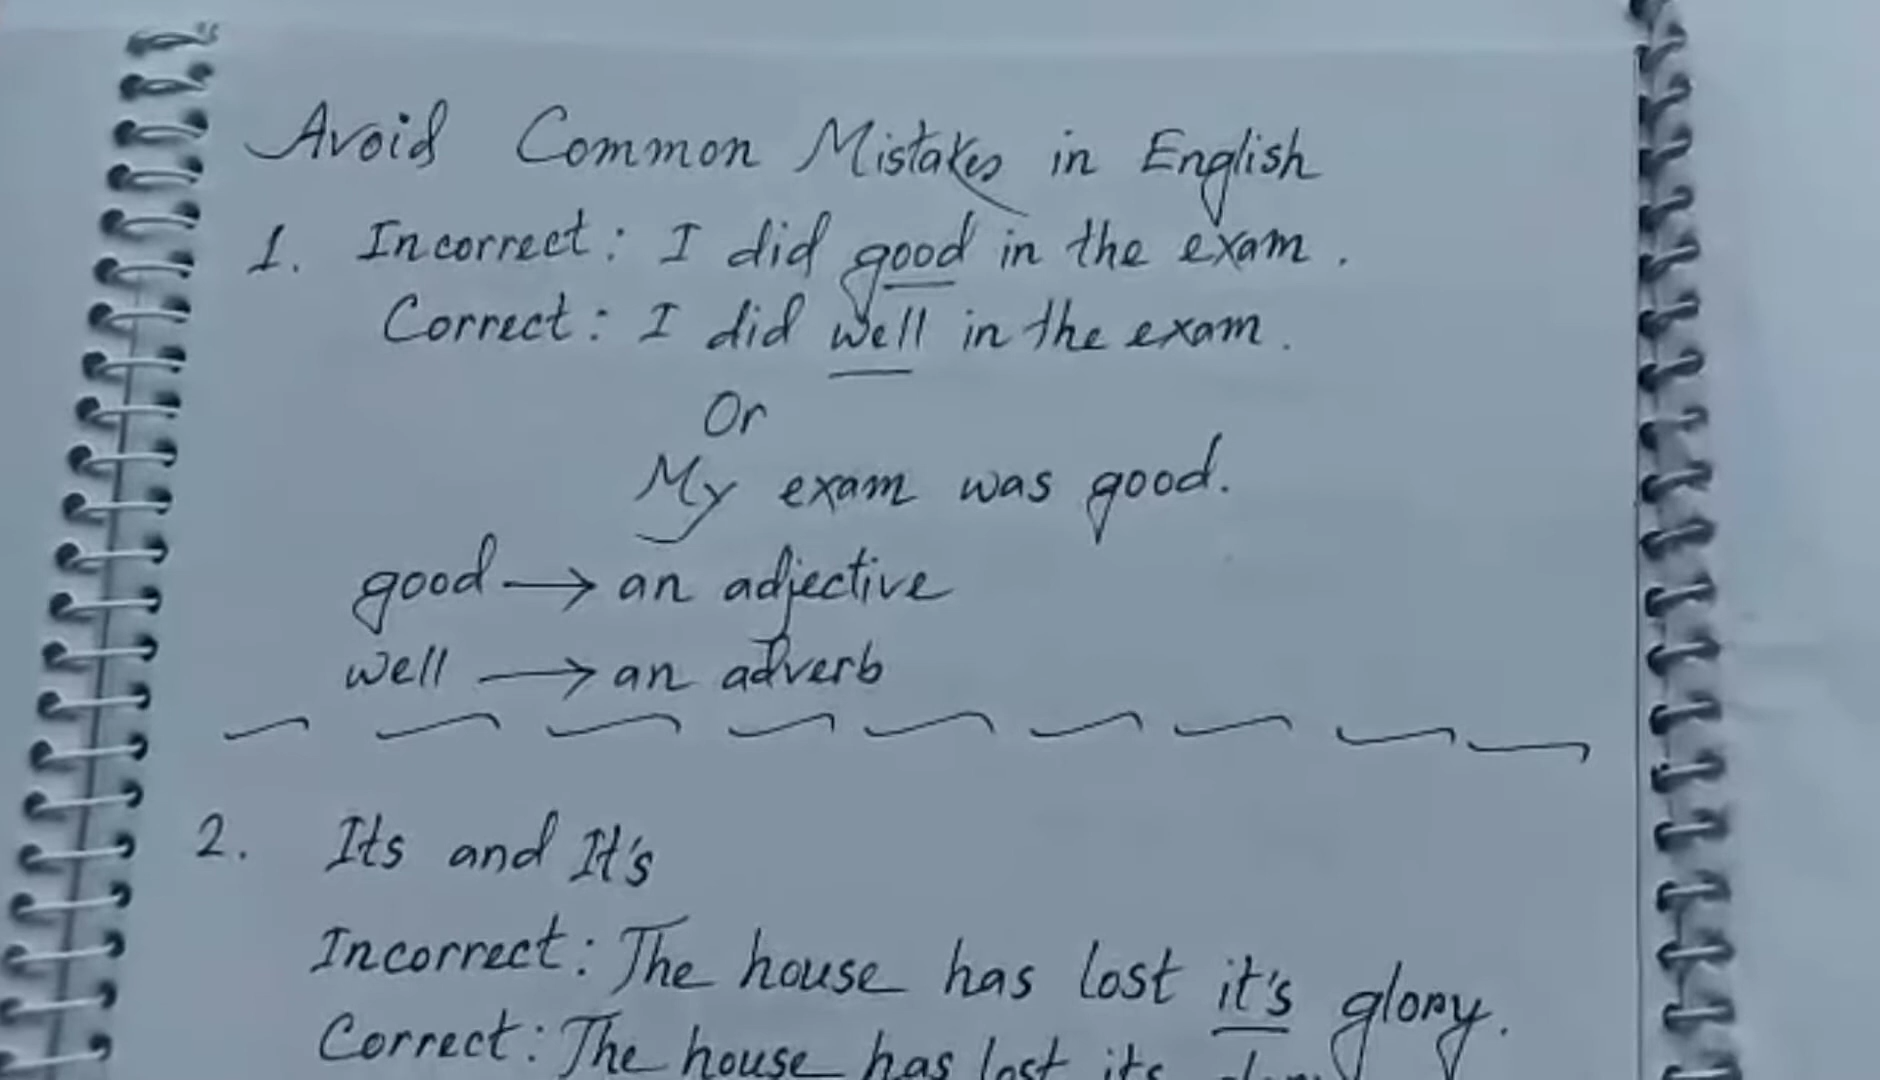 Avoid Common Mistakes in English
1. Incorrect: I did good in the exam.
Correct: I did well in the exam.
Or
My exam was good.
good → an adjective
well → an adverb
2. Its and It's
Incorrect: The house has lost it's glory.
Correct: The house has lost its